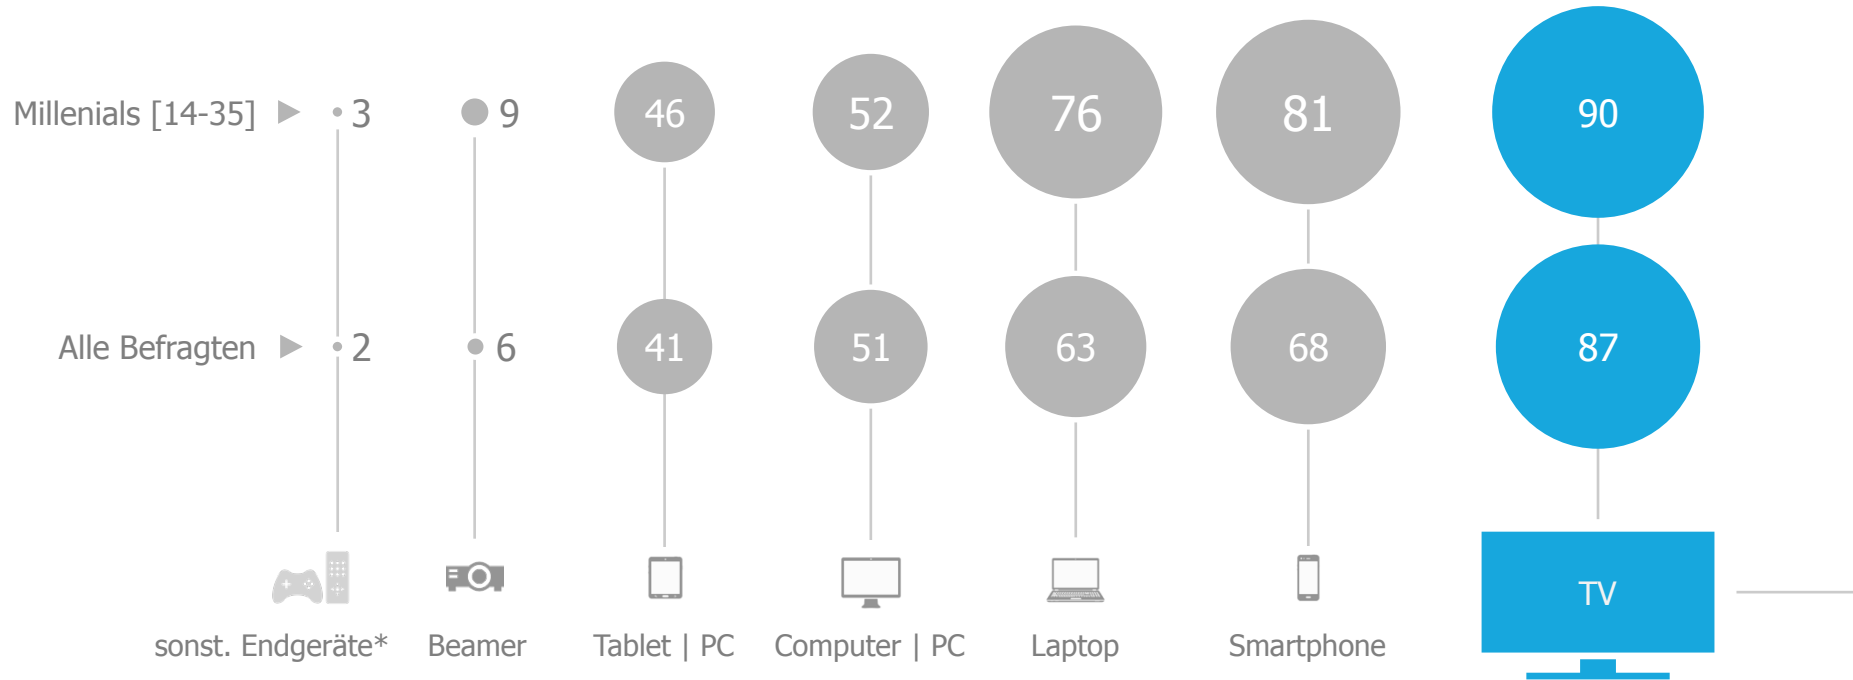 Millenials [14-35] ▶ 3 9 46 52 76 81 90
Alle Befragten ▶ 2 6 41 51 63 68 87
TV
sonst. Endgeräte* Beamer Tablet | PC Computer | PC Laptop Smartphone